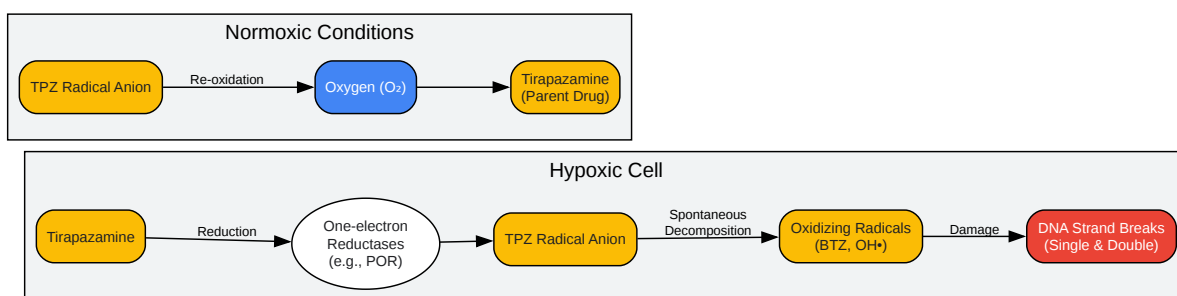 Normoxic Conditions
TPZ Radical Anion
Re-oxidation
Oxygen (O₂)
Tirapazamine
(Parent Drug)
Hypoxic Cell
Tirapazamine
Reduction
One-electron
Reductases
(e.g., POR)
TPZ Radical Anion
Spontaneous
Decomposition
Oxidizing Radicals
(BTZ, OH•)
Damage
DNA Strand Breaks
(Single & Double)